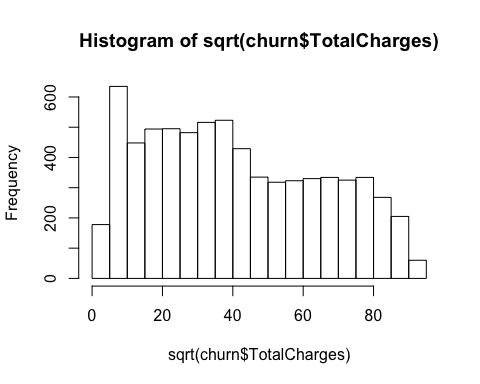 Histogram of sqrt(churn$TotalCharges)
Frequency
600
400
200
0
0 20 40 60 80
sqrt(churn$TotalCharges)